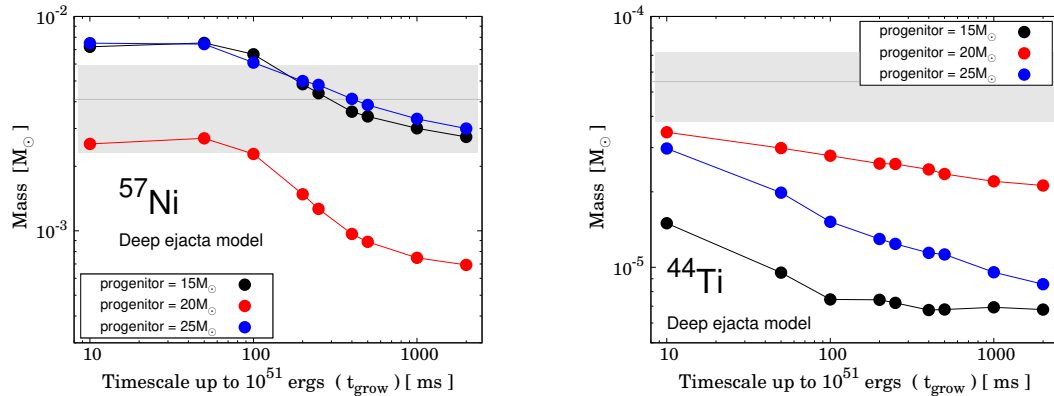 10⁻²
Mass [M☉]
10⁻³
⁵⁷Ni
Deep ejacta model
progenitor = 15M☉
progenitor = 20M☉
progenitor = 25M☉
10 100 1000
Timescale up to 10⁵¹ ergs ( t_grow ) [ ms ]
10⁻⁴
Mass [M☉]
10⁻⁵
progenitor = 15M☉
progenitor = 20M☉
progenitor = 25M☉
⁴⁴Ti
Deep ejacta model
10 100 1000
Timescale up to 10⁵¹ ergs ( t_grow ) [ ms ]